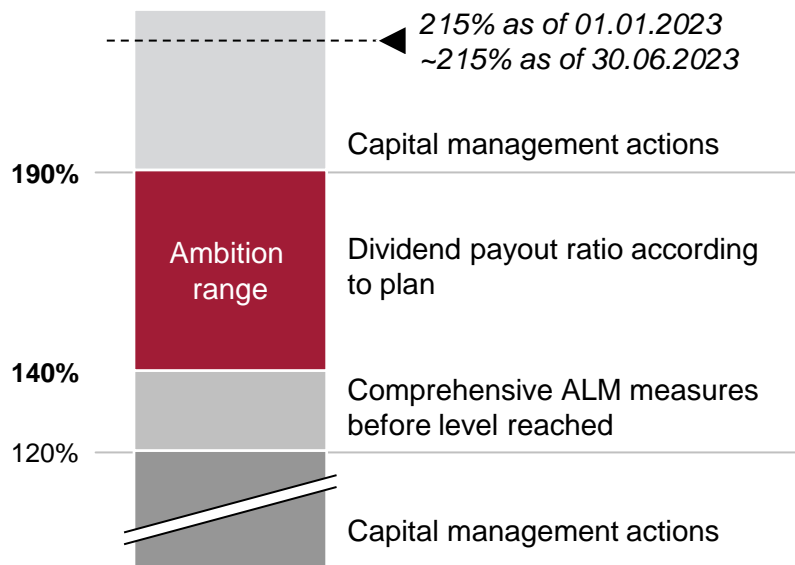 215% as of 01.01.2023
~215% as of 30.06.2023
Capital management actions
190%
Ambition
range
Dividend payout ratio according
to plan
140%
Comprehensive ALM measures
before level reached
120%
Capital management actions